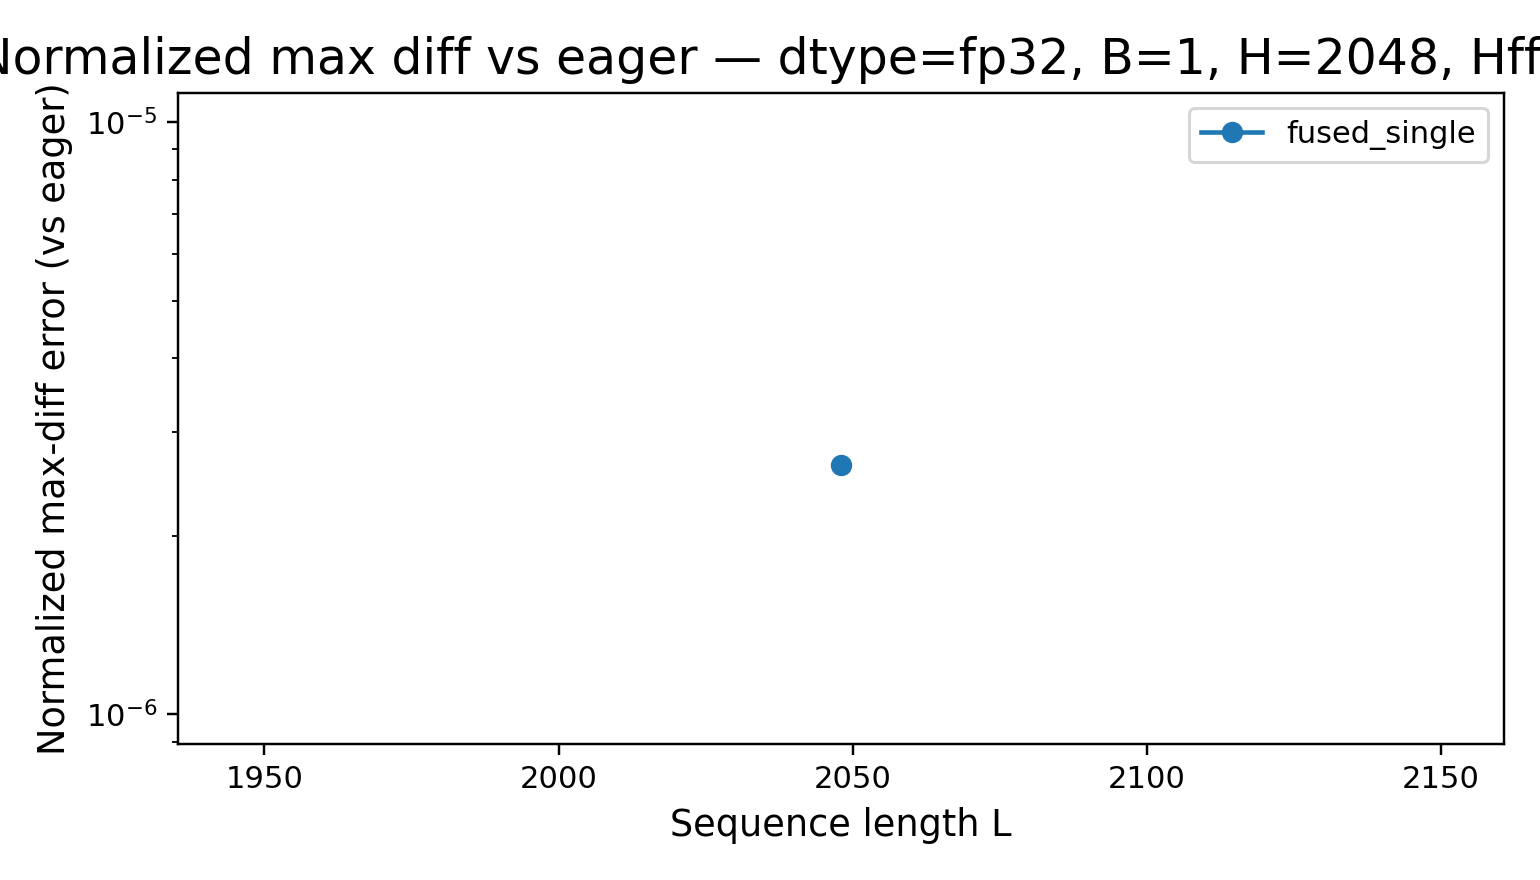 Normalized max diff vs eager — dtype=fp32, B=1, H=2048, Hff
fused_single
Normalized max-diff error (vs eager)
10⁻⁵
10⁻⁶
1950 2000 2050 2100 2150
Sequence length L